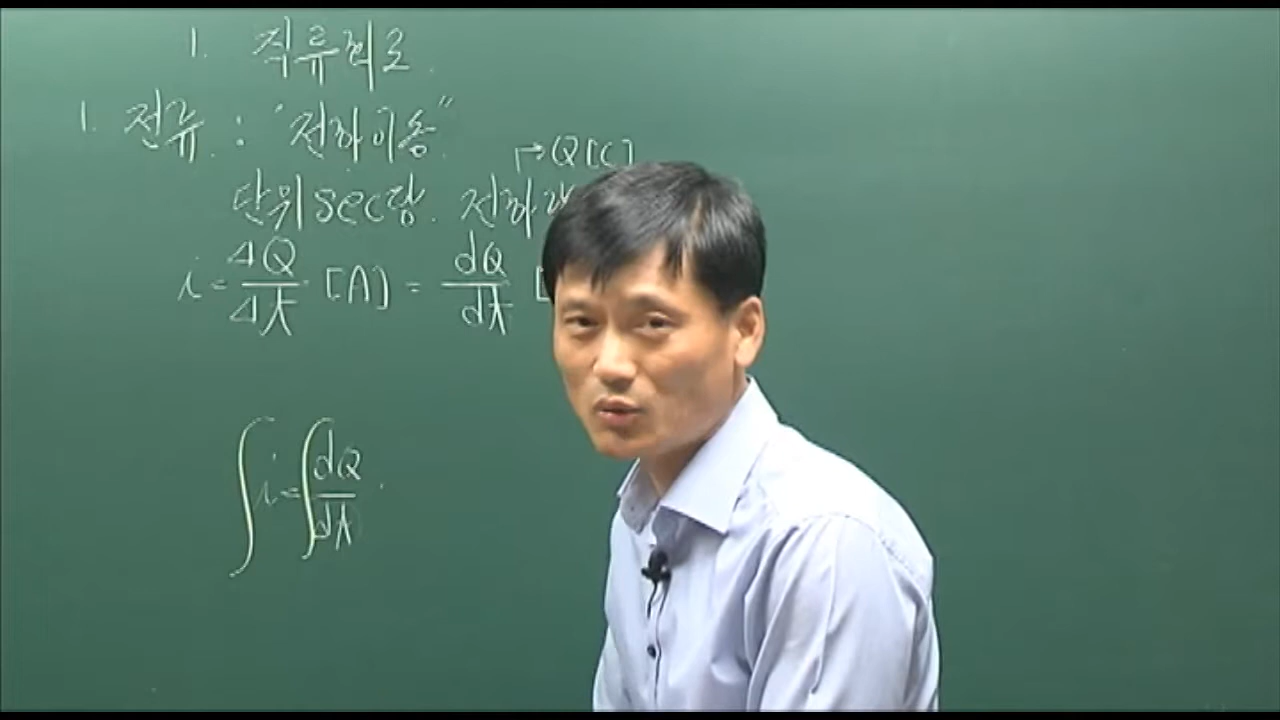 1. 직류회로.
1. 전류 : "전하이동"
→Q[C]
단위sec당. 전하
i = ΔQ/Δt [A] = dQ/dt [
∫i = ∫dQ/dt